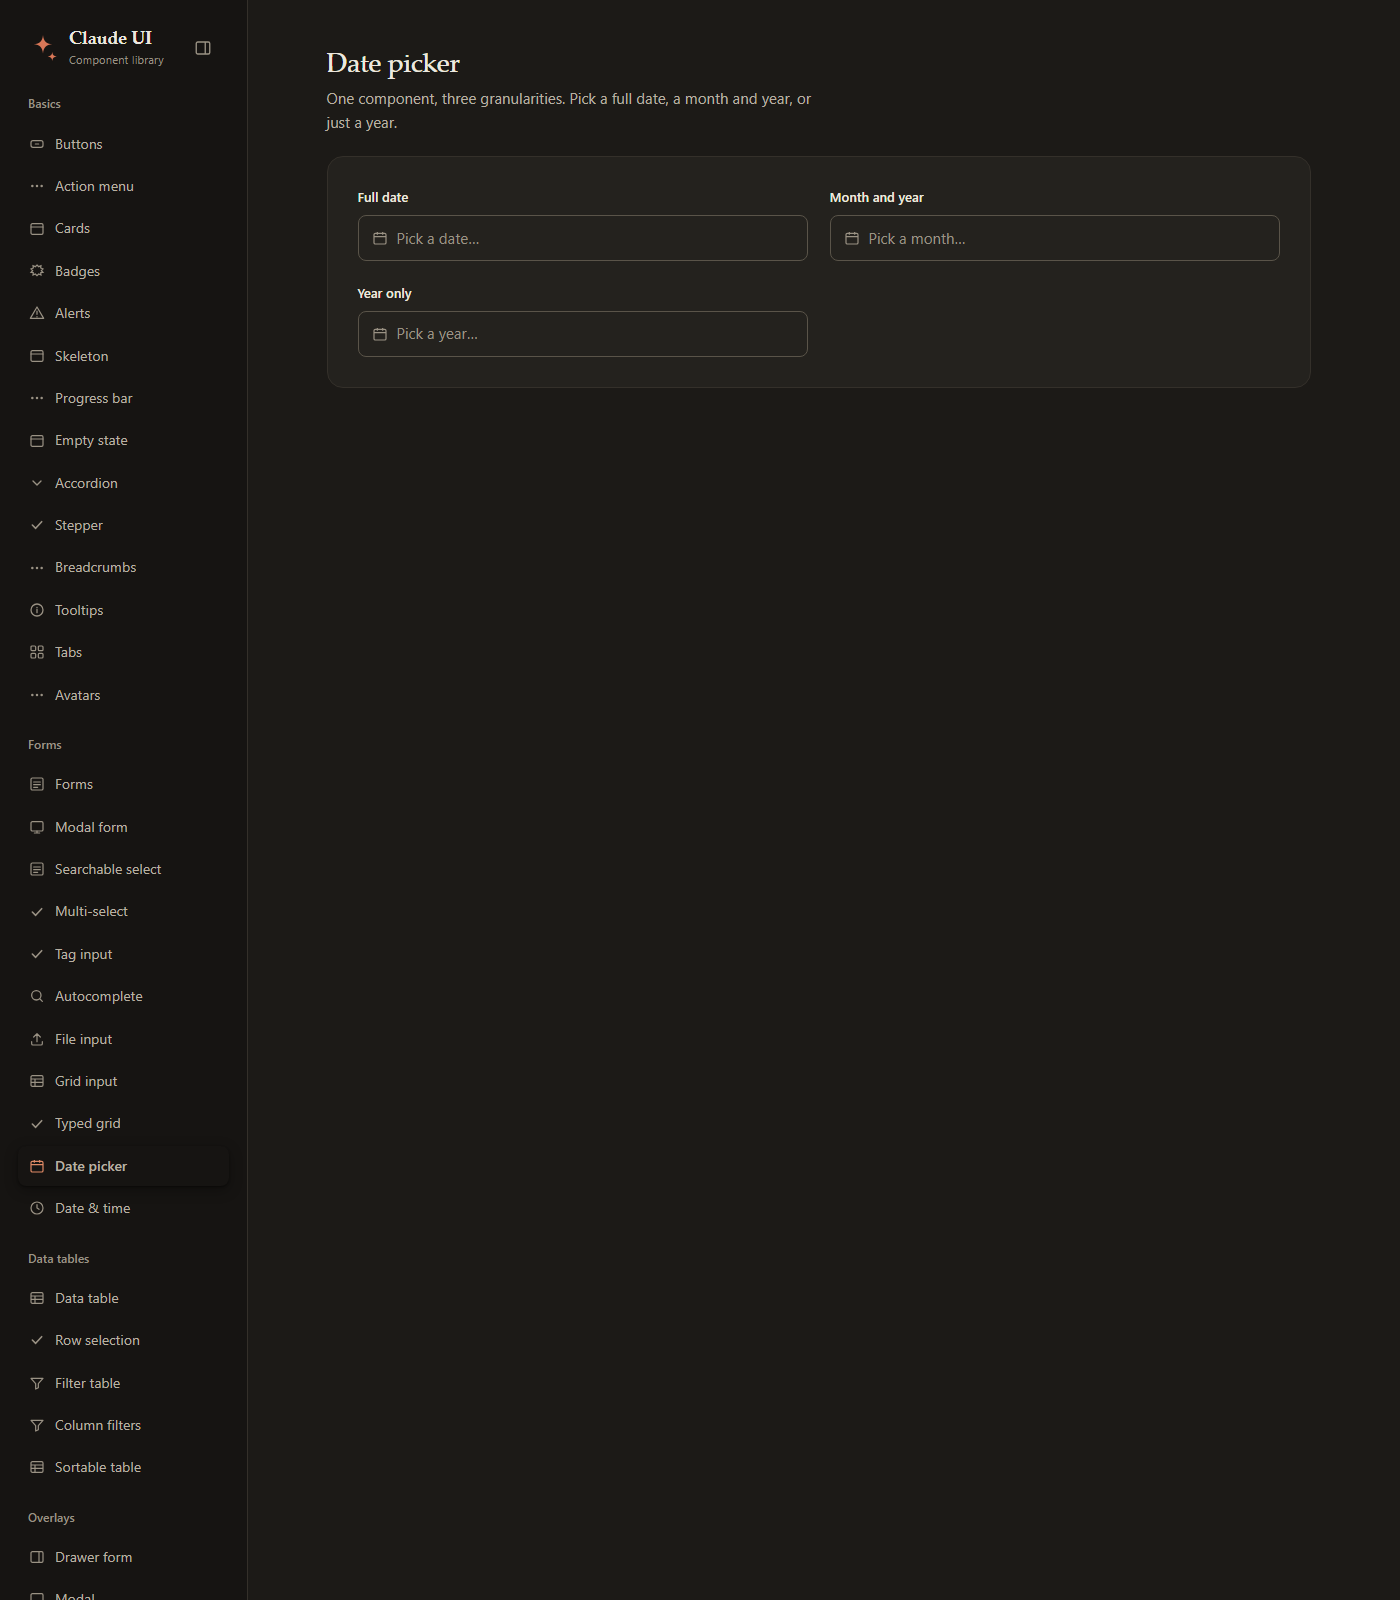 Claude UI
Component library
Basics
Buttons
Action menu
Cards
Badges
Alerts
Skeleton
Progress bar
Empty state
Accordion
Stepper
Breadcrumbs
Tooltips
Tabs
Avatars
Forms
Forms
Modal form
Searchable select
Multi-select
Tag input
Autocomplete
File input
Grid input
Typed grid
Date picker
Date & time
Data tables
Data table
Row selection
Filter table
Column filters
Sortable table
Overlays
Drawer form
Modal
Date picker
One component, three granularities. Pick a full date, a month and year, or
just a year.
Full date
Pick a date...
Month and year
Pick a month...
Year only
Pick a year...